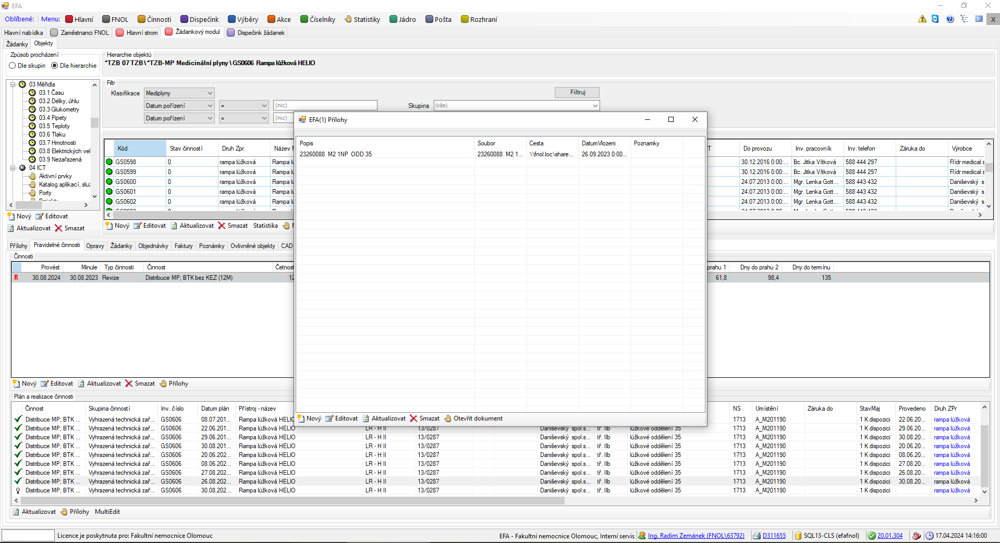 EFA
Oblíbené: Menu: Hlavní FNOL Činnosti Dispečink Výběry Akce Číselníky Statistiky Jádro Pošta Rozhraní X
Hlavní nabídka Zaměstnanci FNOL Hlavní strom Žádankový modul Dispečink žádanek
Žádanky Objekty
Způsob procházení
Dle skupin Dle hierarchie
Hierarchie objektů
*TZB 07 TZB \ *TZB-MP Medicinální plyny \ GS0606 Rampa lůžková HELIO
03 Měřidla
03.1 Času
03.2 Délky, úhlu
03.3 Glukometry
03.4 Pipety
03.5 Teploty
03.6 Tlaku
03.7 Hmotnosti
03.8 Elektrických vel
03.9 Nezařazená
04 ICT
Aktivní prvky
Katalog aplikací, služ
Porty
Nový Editovat
Aktualizovat Smazat
Filtr
Klasifikace Mediplyny Filtruj
Datum pořízení = (nic) Skupina (vše)
Datum pořízení = (nic)
Kód Stav činností Druh Zpr. Název M T Do provozu Inv. pracovník Inv. telefon Záruka do Výrobce
GS0598 0 rampa lůžková Rampa lů 30.12.2016 0:00:... Bc. Jitka Vítková 588 444 297 Flídr medical s
GS0599 0 rampa lůžková Rampa lů 30.12.2016 0:00:... Bc. Jitka Vítková 588 444 297 Flídr medical s
GS0600 0 rampa lůžková Rampa lů 24.07.2013 0:00:... Mgr. Lenka Gott... 588 443 432 Daniševský s
GS0601 0 rampa lůžková Rampa lů 24.07.2013 0:00:... Mgr. Lenka Gott... 588 443 432 Daniševský s
GS0602 0 rampa lůžková Rampa lů 24.07.2013 0:00:... Mgr. Lenka Gott... 588 443 432 Daniševský s
Nový Editovat Aktualizovat Smazat Statistika
EFA(1) Přílohy
Popis Soubor Cesta DatumVlozeni Poznamky
23260088 M2 1NP ODD.35 23260088 M2 1... \\fnol.loc\share... 26.09.2023 0:00...
Nový Editovat Aktualizovat Smazat Otevřít dokument
Přílohy Pravidelné činnosti Opravy Žádanky Objednávky Faktury Poznámky Ovlivněné objekty CAD
Činnosti
Provést Minule Typ činnosti Činnost Četnost prahu 1 Dny do prahu 2 Dny do termínu
R 30.08.2024 30.08.2023 Revize Distribuce MP; BTK bez KEZ (12M) 12 61,8 98,4 135
Nový Editovat Aktualizovat Smazat Přílohy
Plán a realizace činnosti
Činnost Skupina činností Inv. číslo Datum plán Přístroj - název NS Umístění Záruka do StavMaj Provedeno Druh ZPr
Distribuce MP; BTK ... Vyhrazená technická zař... GS0606 08.07.201... Rampa lůžková HELIO 1713 A_M201190 1 K dispozici 22.06.20... rampa lůžková
Distribuce MP; BTK ... Vyhrazená technická zař... GS0606 22.06.201... Rampa lůžková HELIO LR - H II 13/0287 Daniševský spol.s... tř. IIb lůžkové oddělení 35 1713 A_M201190 1 K dispozici 29.06.20... rampa lůžková
Distribuce MP; BTK ... Vyhrazená technická zař... GS0606 29.06.201... Rampa lůžková HELIO LR - H II 13/0287 Daniševský spol.s... tř. IIb lůžkové oddělení 35 1713 A_M201190 1 K dispozici 30.08.20... rampa lůžková
Distribuce MP; BTK ... Vyhrazená technická zař... GS0606 30.08.201... Rampa lůžková HELIO LR - H II 13/0287 Daniševský spol.s... tř. IIb lůžkové oddělení 35 1713 A_M201190 1 K dispozici 20.06.20... rampa lůžková
Distribuce MP; BTK ... Vyhrazená technická zař... GS0606 20.06.202... Rampa lůžková HELIO LR - H II 13/0287 Daniševský spol.s... tř. IIb lůžkové oddělení 35 1713 A_M201190 1 K dispozici 08.06.20... rampa lůžková
Distribuce MP; BTK ... Vyhrazená technická zař... GS0606 08.06.202... Rampa lůžková HELIO LR - H II 13/0287 Daniševský spol.s... tř. IIb lůžkové oddělení 35 1713 A_M201190 1 K dispozici 27.08.20... rampa lůžková
Distribuce MP; BTK ... Vyhrazená technická zař... GS0606 27.08.202... Rampa lůžková HELIO LR - H II 13/0287 Daniševský spol.s... tř. IIb lůžkové oddělení 35 1713 A_M201190 1 K dispozici 26.08.20... rampa lůžková
Distribuce MP; BTK ... Vyhrazená technická zař... GS0606 26.08.202... Rampa lůžková HELIO LR - H II 13/0287 Daniševský spol.s... tř. IIb lůžkové oddělení 35 1713 A_M201190 1 K dispozici 30.08.20... rampa lůžková
Distribuce MP; BTK ... Vyhrazená technická zař... GS0606 30.08.202... Rampa lůžková HELIO LR - H II 13/0287 Daniševský spol.s... tř. IIb lůžkové oddělení 35 1713 A_M201190 1 K dispozici rampa lůžková
Aktualizovat Přílohy MultiEdit
Licence je poskytnuta pro: Fakultní nemocnice Olomouc EFA - Fakultní nemocnice Olomouc, Interní servis Ing. Radim Zemánek (FNOL\63792) D311655 SQL13-CLS (efafnol) 20.01.304 17.04.2024 14:16:00